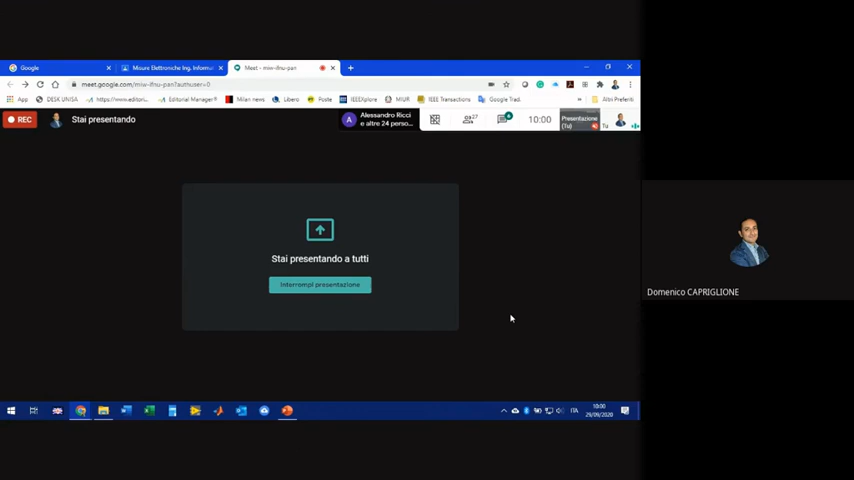 Google
Misure Elettroniche Ing. Informa
Meet - miw-ifnu-pan
meet.google.com/miw-ifnu-pan?authuser=0
App
DESK UNISA
https://www.editori...
Editorial Manager®
Milan news
Libero
Poste
IEEEXplore
MIUR
IEEE Transactions
Google Trad.
Altri Preferiti
REC
Stai presentando
A
Alessandro Ricci
e altre 24 perso...
27
6
10:00
Presentazione
(Tu)
Tu
Stai presentando a tutti
Interrompi presentazione
Domenico CAPRIGLIONE
ITA
10:00
29/09/2020